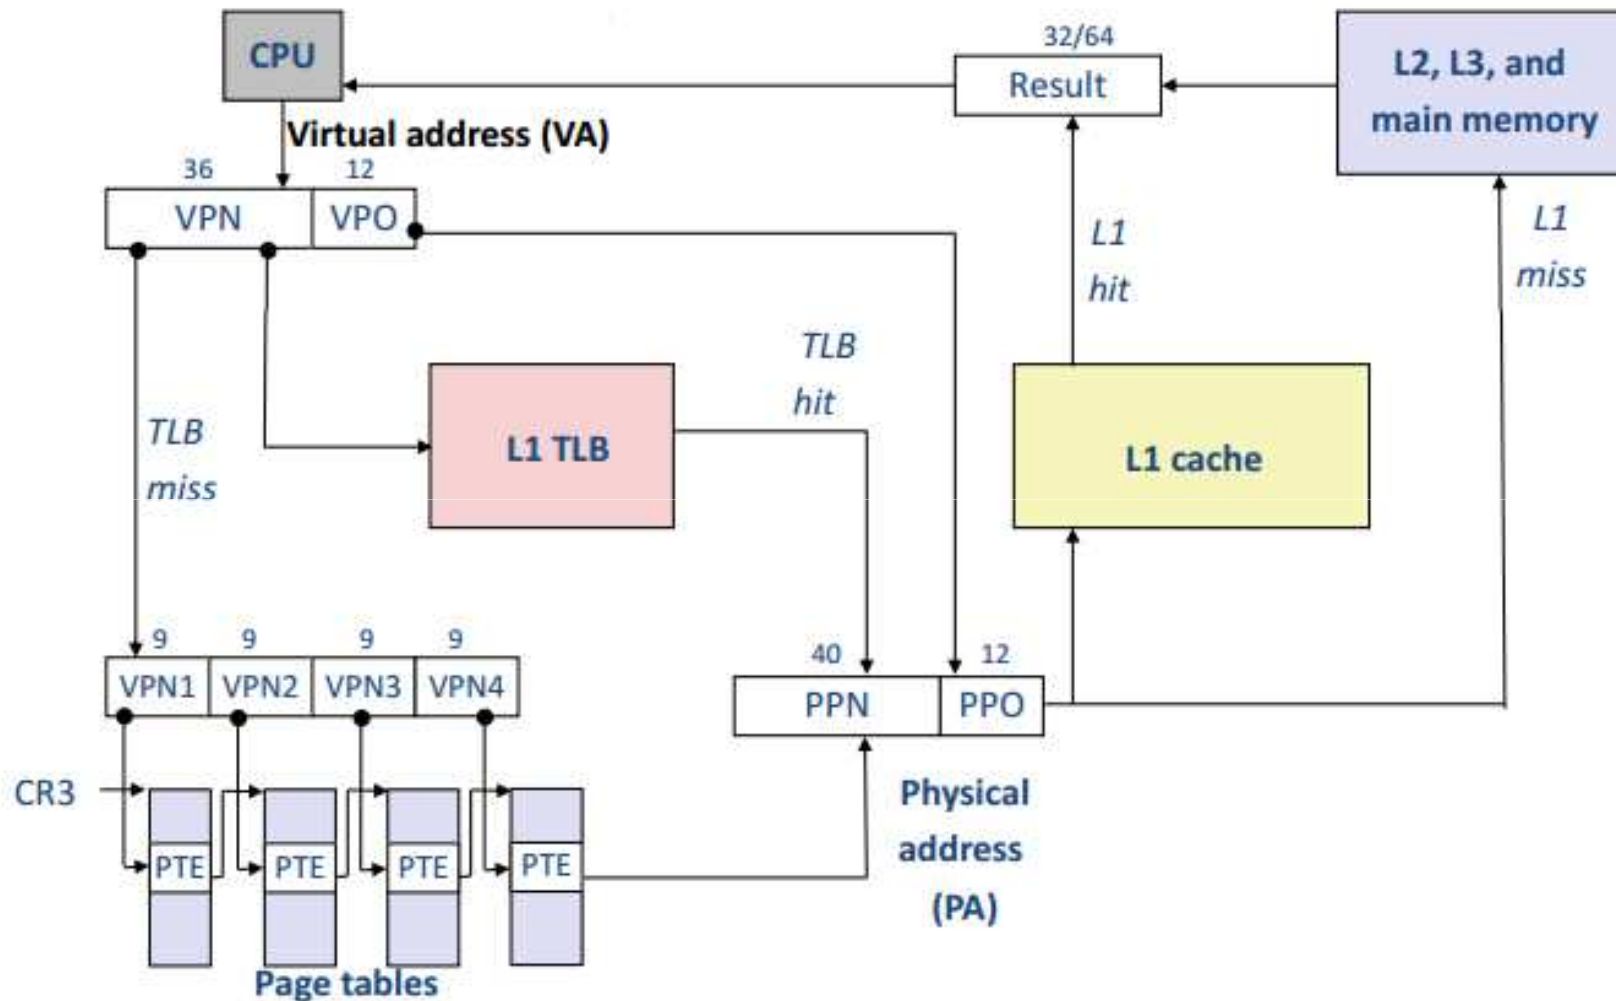 CPU
32/64
Result
L2, L3, and
main memory
Virtual address (VA)
36
12
VPN
VPO
L1
hit
L1
miss
TLB
hit
TLB
miss
L1 TLB
L1 cache
9
9
9
9
VPN1
VPN2
VPN3
VPN4
40
12
PPN
PPO
CR3
PTE
PTE
PTE
PTE
Physical
address
(PA)
Page tables